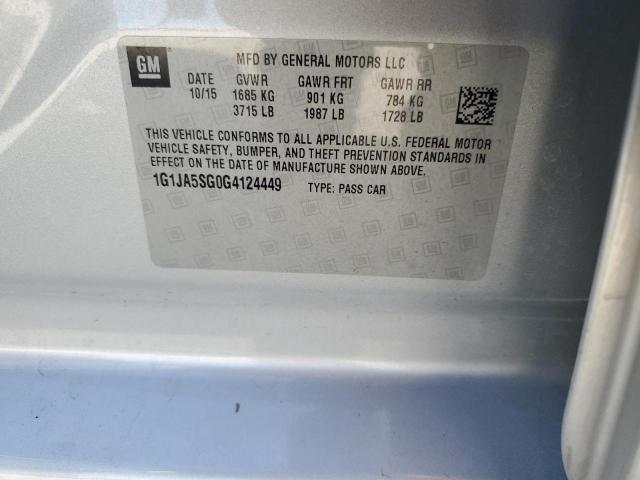 GM
MFD BY GENERAL MOTORS LLC
DATE GVWR GAWR FRT GAWR RR
10/15 1685 KG 901 KG 784 KG
3715 LB 1987 LB 1728 LB
THIS VEHICLE CONFORMS TO ALL APPLICABLE U.S. FEDERAL MOTOR
VEHICLE SAFETY, BUMPER, AND THEFT PREVENTION STANDARDS IN
EFFECT ON THE DATE OF MANUFACTURE SHOWN ABOVE.
1G1JA5SG0G4124449 TYPE: PASS CAR